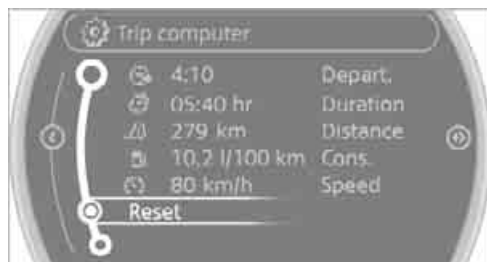 Trip computer
4:10 Depart.
05:40 hr Duration
279 km Distance
10.2 l/100 km Cons.
80 km/h Speed
Reset